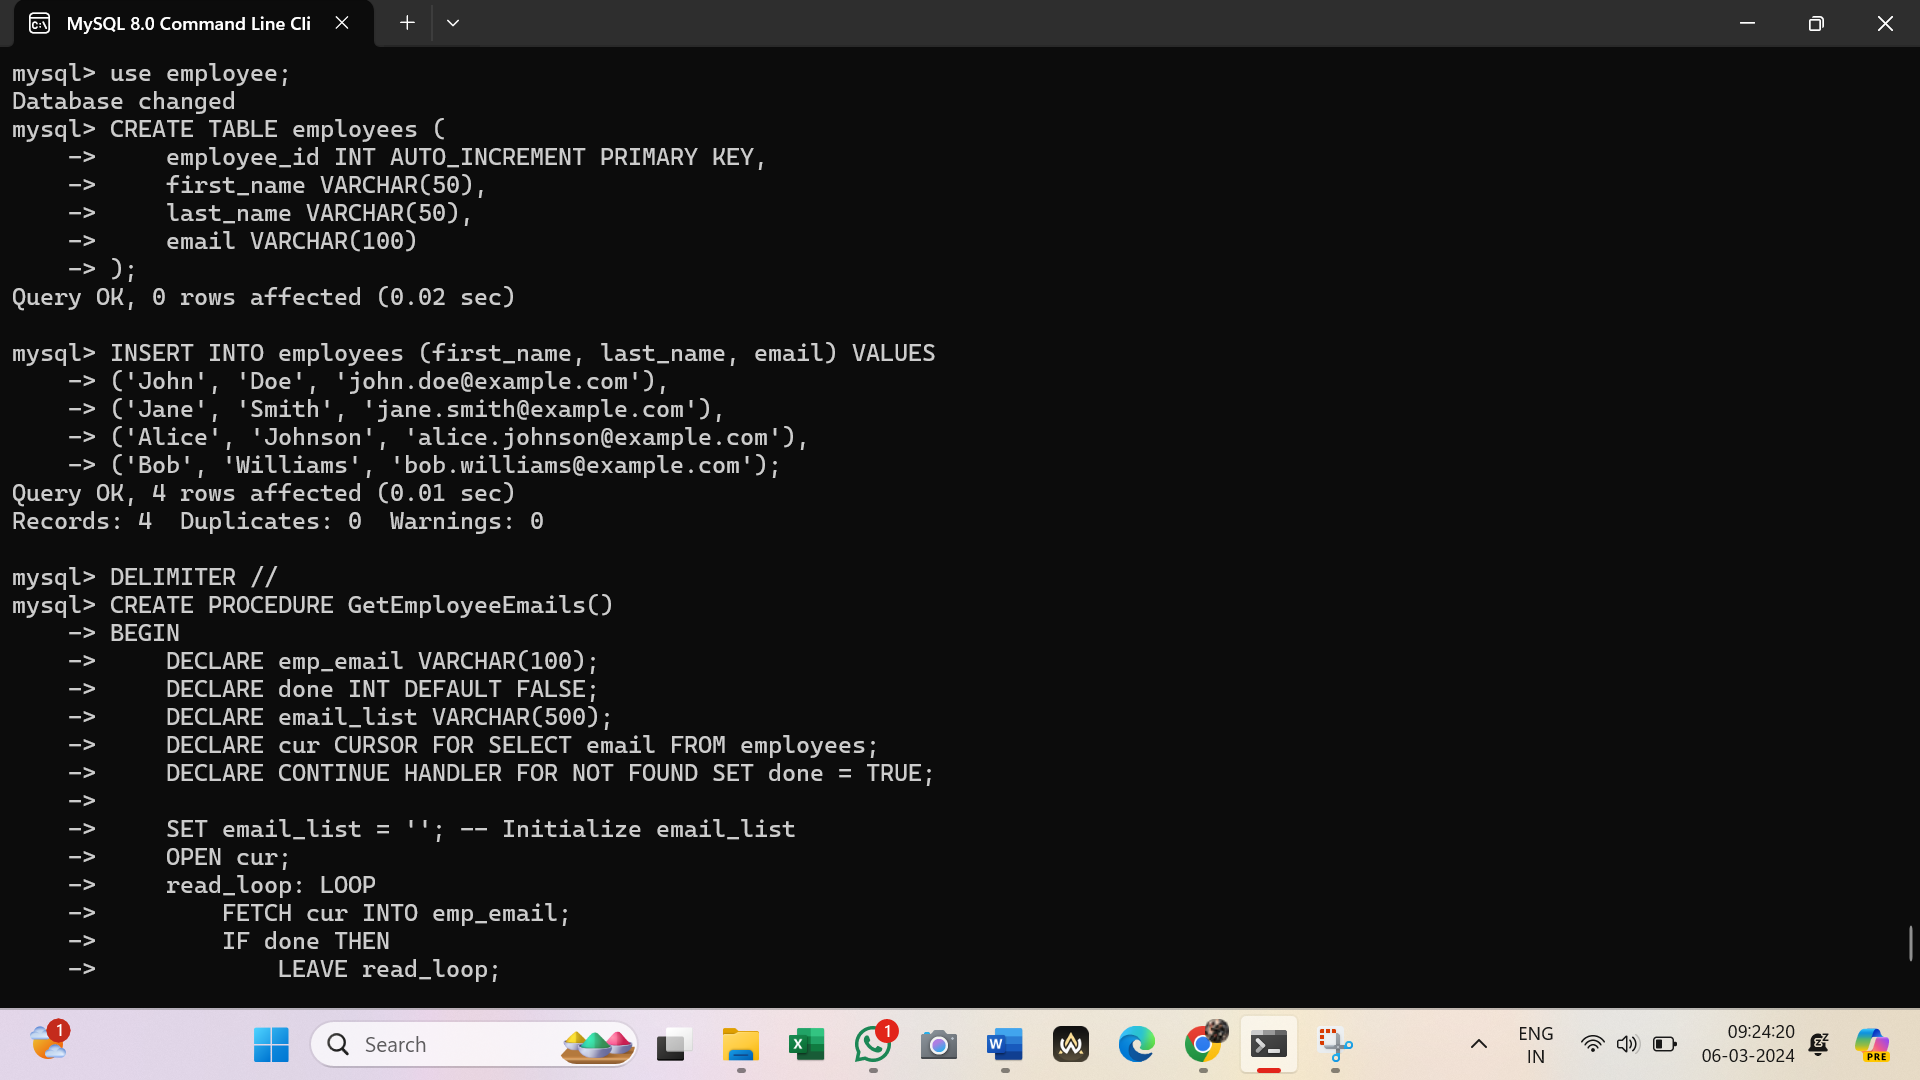 MySQL 8.0 Command Line Cli
mysql> use employee;
Database changed
mysql> CREATE TABLE employees (
    ->     employee_id INT AUTO_INCREMENT PRIMARY KEY,
    ->     first_name VARCHAR(50),
    ->     last_name VARCHAR(50),
    ->     email VARCHAR(100)
    -> );
Query OK, 0 rows affected (0.02 sec)
mysql> INSERT INTO employees (first_name, last_name, email) VALUES
    -> ('John', 'Doe', 'john.doe@example.com'),
    -> ('Jane', 'Smith', 'jane.smith@example.com'),
    -> ('Alice', 'Johnson', 'alice.johnson@example.com'),
    -> ('Bob', 'Williams', 'bob.williams@example.com');
Query OK, 4 rows affected (0.01 sec)
Records: 4  Duplicates: 0  Warnings: 0
mysql> DELIMITER //
mysql> CREATE PROCEDURE GetEmployeeEmails()
    -> BEGIN
    ->     DECLARE emp_email VARCHAR(100);
    ->     DECLARE done INT DEFAULT FALSE;
    ->     DECLARE email_list VARCHAR(500);
    ->     DECLARE cur CURSOR FOR SELECT email FROM employees;
    ->     DECLARE CONTINUE HANDLER FOR NOT FOUND SET done = TRUE;
    ->
    ->     SET email_list = ''; -- Initialize email_list
    ->     OPEN cur;
    ->     read_loop: LOOP
    ->         FETCH cur INTO emp_email;
    ->         IF done THEN
    ->             LEAVE read_loop;
1
Search
1
ENG
IN
09:24:20
06-03-2024
PRE